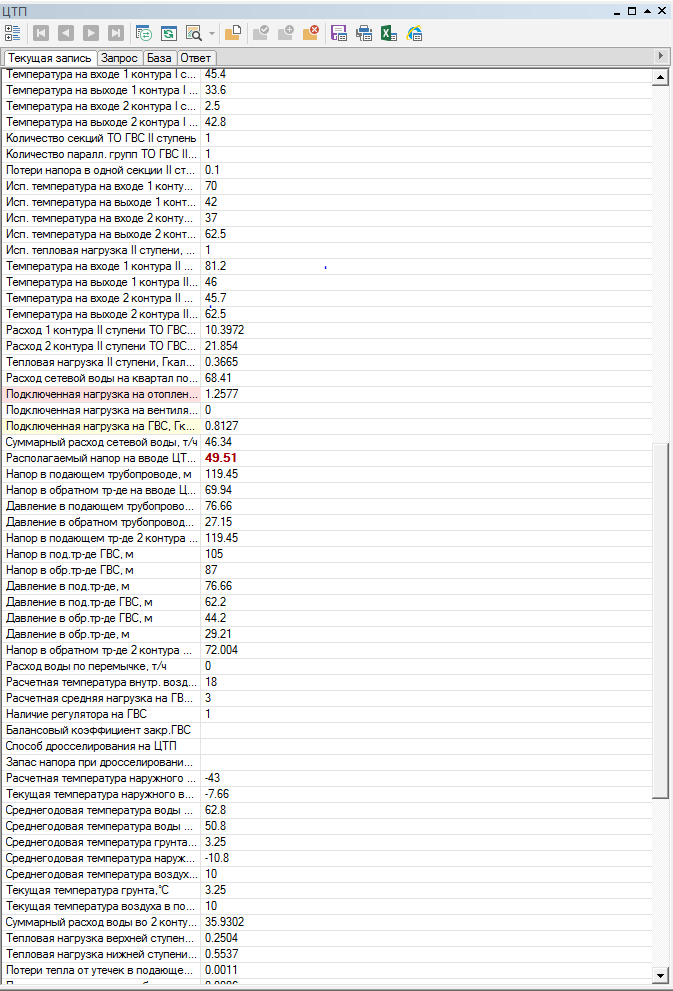 ЦТП
Текущая запись Запрос База Ответ
Температура на входе 1 контура I с... 45.4
Температура на выходе 1 контура I ... 33.6
Температура на входе 2 контура I с... 2.5
Температура на выходе 2 контура I ... 42.8
Количество секций ТО ГВС II ступень 1
Количество паралл. групп ТО ГВС II... 1
Потери напора в одной секции II ст... 0.1
Исп. температура на входе 1 конту... 70
Исп. температура на выходе 1 конт... 42
Исп. температура на входе 2 конту... 37
Исп. температура на выходе 2 конт... 62.5
Исп. тепловая нагрузка II ступени, ... 1
Температура на входе 1 контура II ... 81.2
Температура на выходе 1 контура II... 46
Температура на входе 2 контура II ... 45.7
Температура на выходе 2 контура II... 62.5
Расход 1 контура II ступени ТО ГВС... 10.3972
Расход 2 контура II ступени ТО ГВС... 21.854
Тепловая нагрузка II ступени, Гкал... 0.3665
Расход сетевой воды на квартал по... 68.41
Подключенная нагрузка на отоплен... 1.2577
Подключенная нагрузка на вентиля... 0
Подключенная нагрузка на ГВС, Гк... 0.8127
Суммарный расход сетевой воды, т/ч 46.34
Располагаемый напор на вводе ЦТ... 49.51
Напор в подающем трубопроводе, м 119.45
Напор в обратном тр-де на вводе Ц... 69.94
Давление в подающем трубопрово... 76.66
Давление в обратном трубопровод... 27.15
Напор в подающем тр-де 2 контура ... 119.45
Напор в под.тр-де ГВС, м 105
Напор в обр.тр-де ГВС, м 87
Давление в под.тр-де, м 76.66
Давление в под.тр-де ГВС, м 62.2
Давление в обр.тр-де ГВС, м 44.2
Давление в обр.тр-де, м 29.21
Напор в обратном тр-де 2 контура ... 72.004
Расход воды по перемычке, т/ч 0
Расчетная температура внутр. возд... 18
Расчетная средняя нагрузка на ГВ... 3
Наличие регулятора на ГВС 1
Балансовый коэффициент закр.ГВС
Способ дросселирования на ЦТП
Запас напора при дросселировани...
Расчетная температура наружного ... -43
Текущая температура наружного в... -7.66
Среднегодовая температура воды ... 62.8
Среднегодовая температура воды ... 50.8
Среднегодовая температура грунта... 3.25
Среднегодовая температура наруж... -10.8
Среднегодовая температура воздух... 10
Текущая температура грунта,°С 3.25
Текущая температура воздуха в по... 10
Суммарный расход воды во 2 конту... 35.9302
Тепловая нагрузка верхней ступен... 0.2504
Тепловая нагрузка нижней ступени... 0.5537
Потери тепла от утечек в подающе... 0.0011